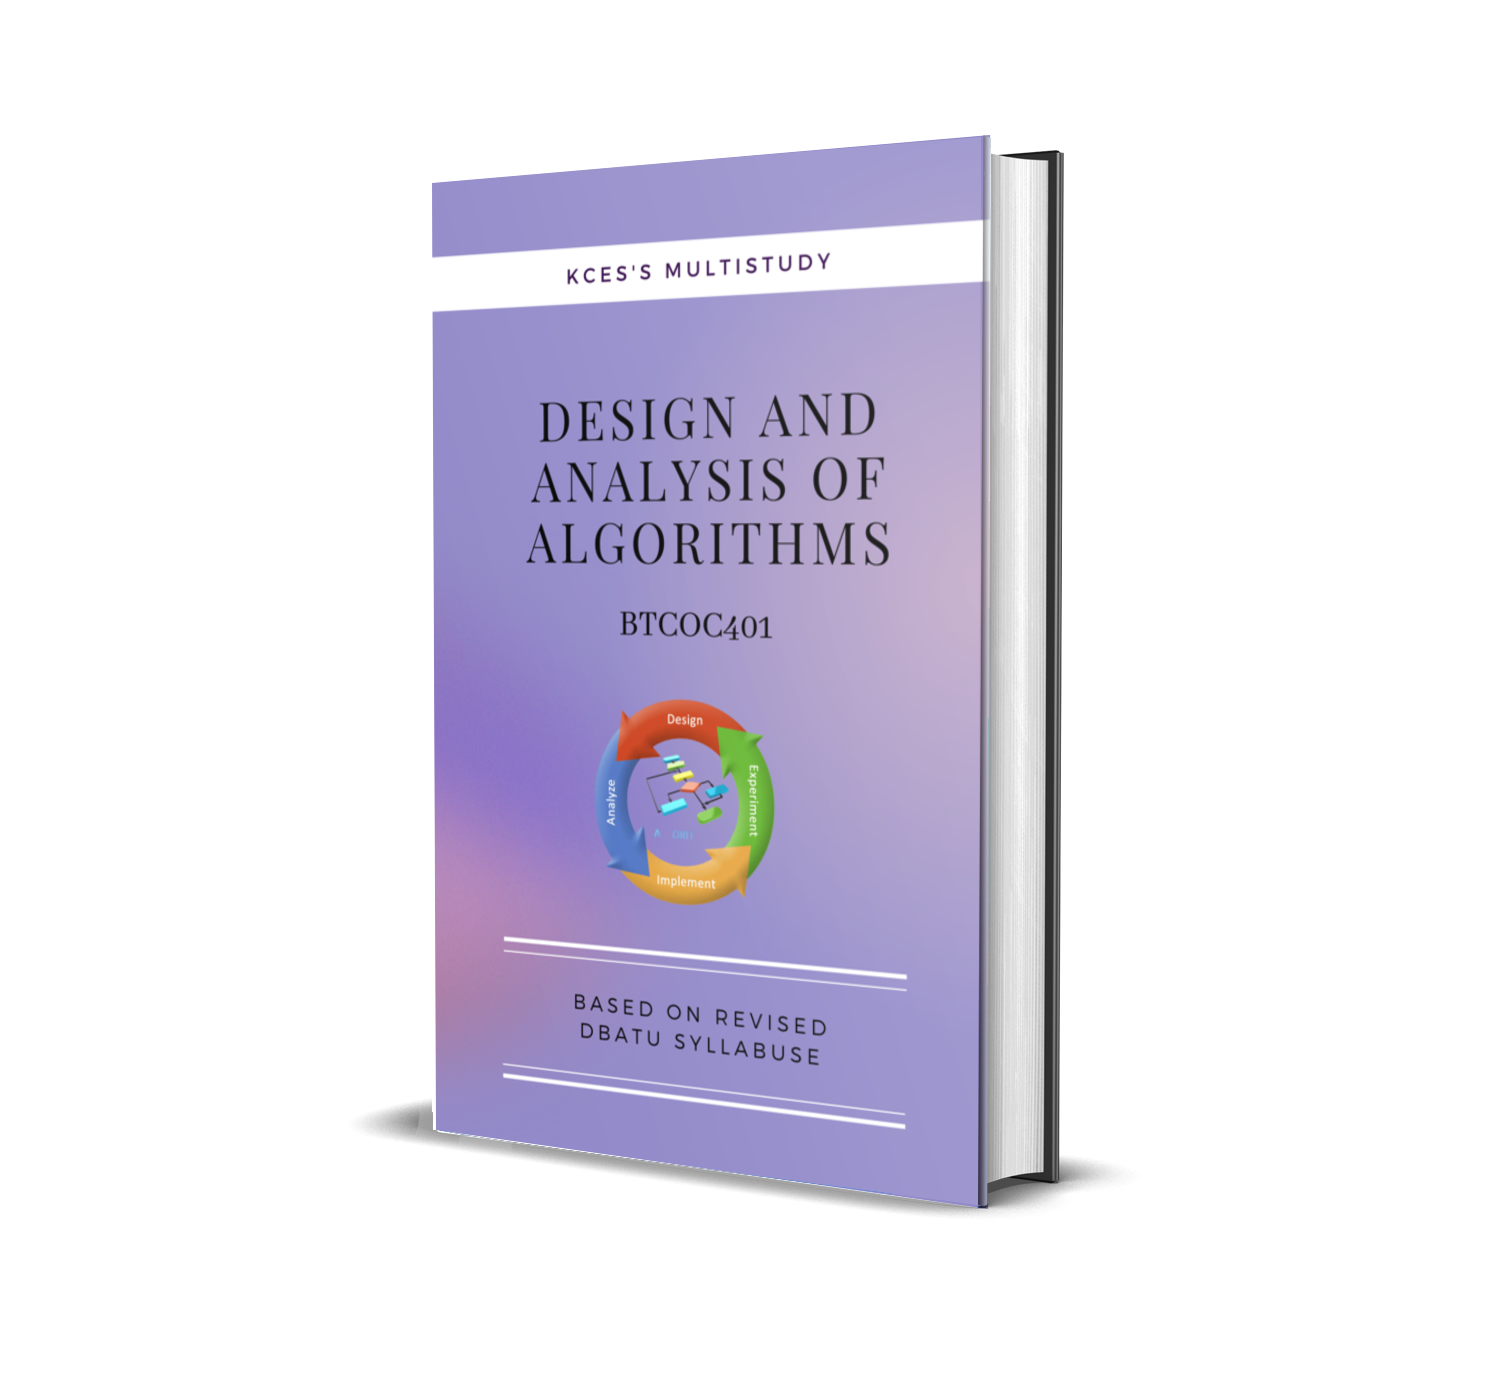 KCES'S MULTISTUDY
DESIGN AND
ANALYSIS OF
ALGORITHMS
BTCOC401
Design
Analyze
Experiment
Implement
BASED ON REVISED
DBATU SYLLABUSE